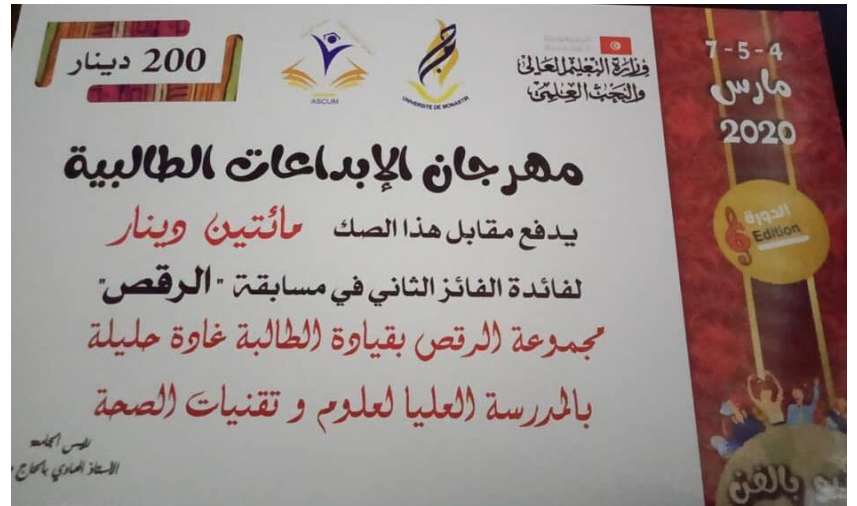 200 دينار
ASCUM
UNIVERSITE DE MONASTIR
وزارة التعليم العالي
والبحث العلمي
4-5-7
مارس
2020
الدورة
Edition
مهرجان الإبداعات الطالبية
يدفع مقابل هذا الصك مائتين دينار
لفائدة الفائز الثاني في مسابقة "الرقص"
مجموعة الرقص بقيادة الطالبة غادة حليلة
بالمدرسة العليا لعلوم و تقنيات الصحة
رئيس الجامعة
الأستاذ الهادي بالحاج
بالفن